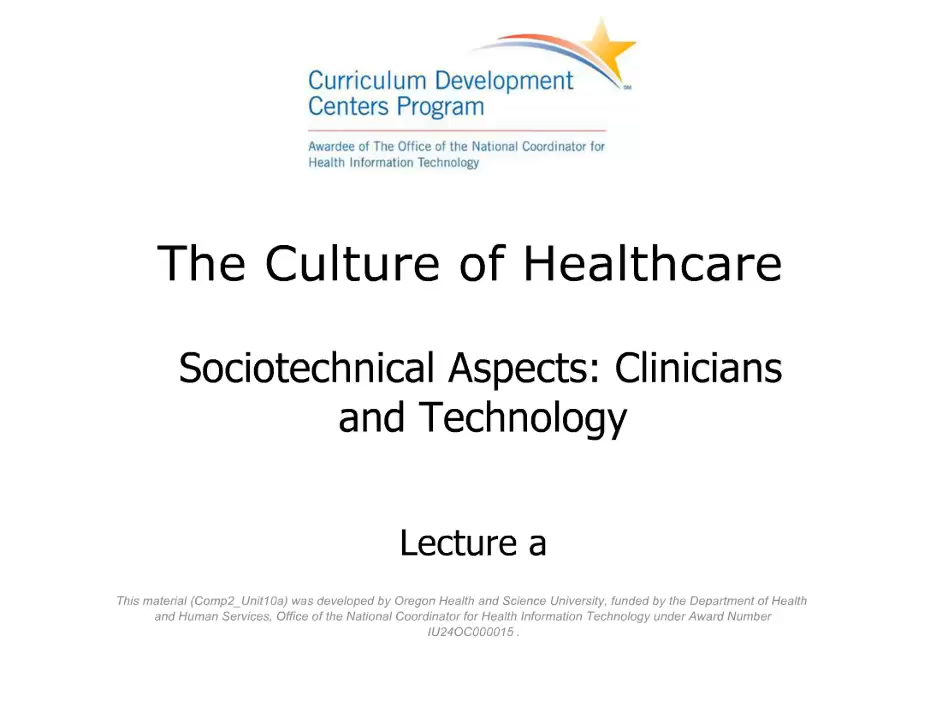 Curriculum Development
Centers Program
Awardee of The Office of the National Coordinator for
Health Information Technology
The Culture of Healthcare
Sociotechnical Aspects: Clinicians
and Technology
Lecture a
This material (Comp2_Unit10a) was developed by Oregon Health and Science University, funded by the Department of Health
and Human Services, Office of the National Coordinator for Health Information Technology under Award Number
IU24OC000015 .